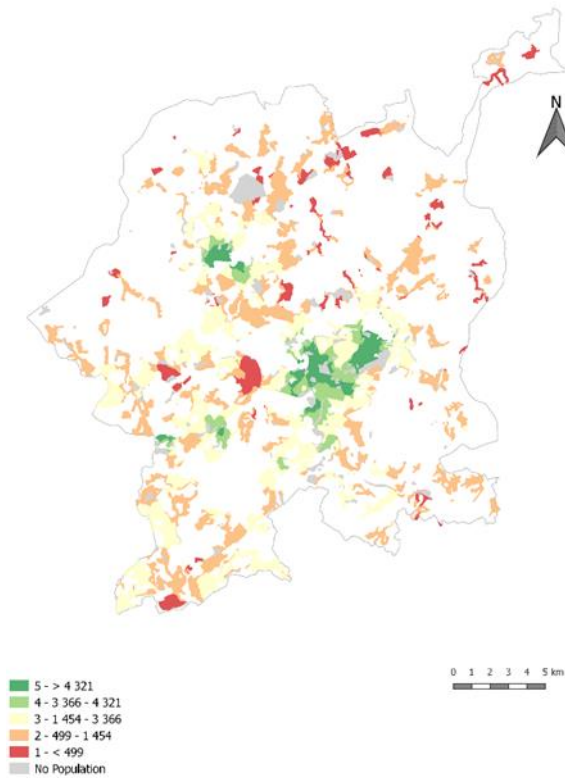 N
5 - > 4 321
4 - 3 366 - 4 321
3 - 1 454 - 3 366
2 - 499 - 1 454
1 - < 499
No Population
0 1 2 3 4 5 km